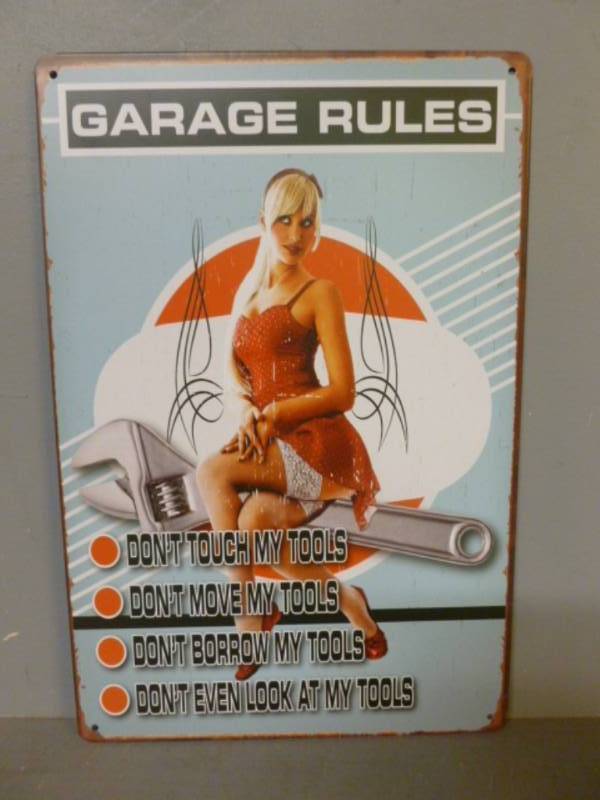 GARAGE RULES
DON'T TOUCH MY TOOLS
DON'T MOVE MY TOOLS
DON'T BORROW MY TOOLS
DON'T EVEN LOOK AT MY TOOLS